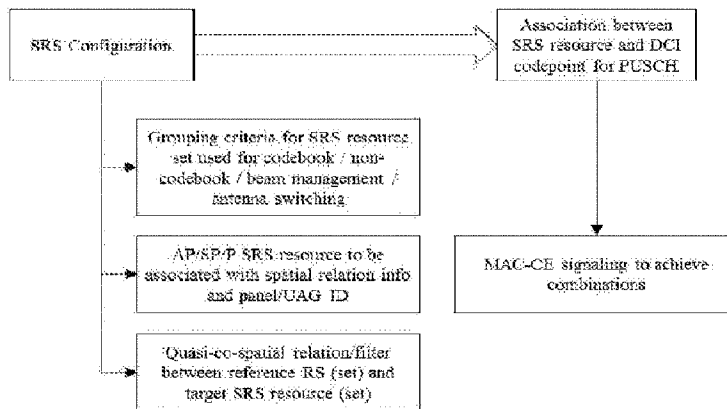 SRS Configuration
Association between
SRS resource and DCI
codepoint for PUSCH
Grouping criteria for SRS resource
set used for codebook / non-
codebook / beam management /
antenna switching
AP/SP/P SRS resource to be
associated with spatial relation info
and panel/UAG ID
MAC-CE signaling to achieve
combinations
Quasi-co-spatial relation/filter
between reference RS (set) and
target SRS resource (set)